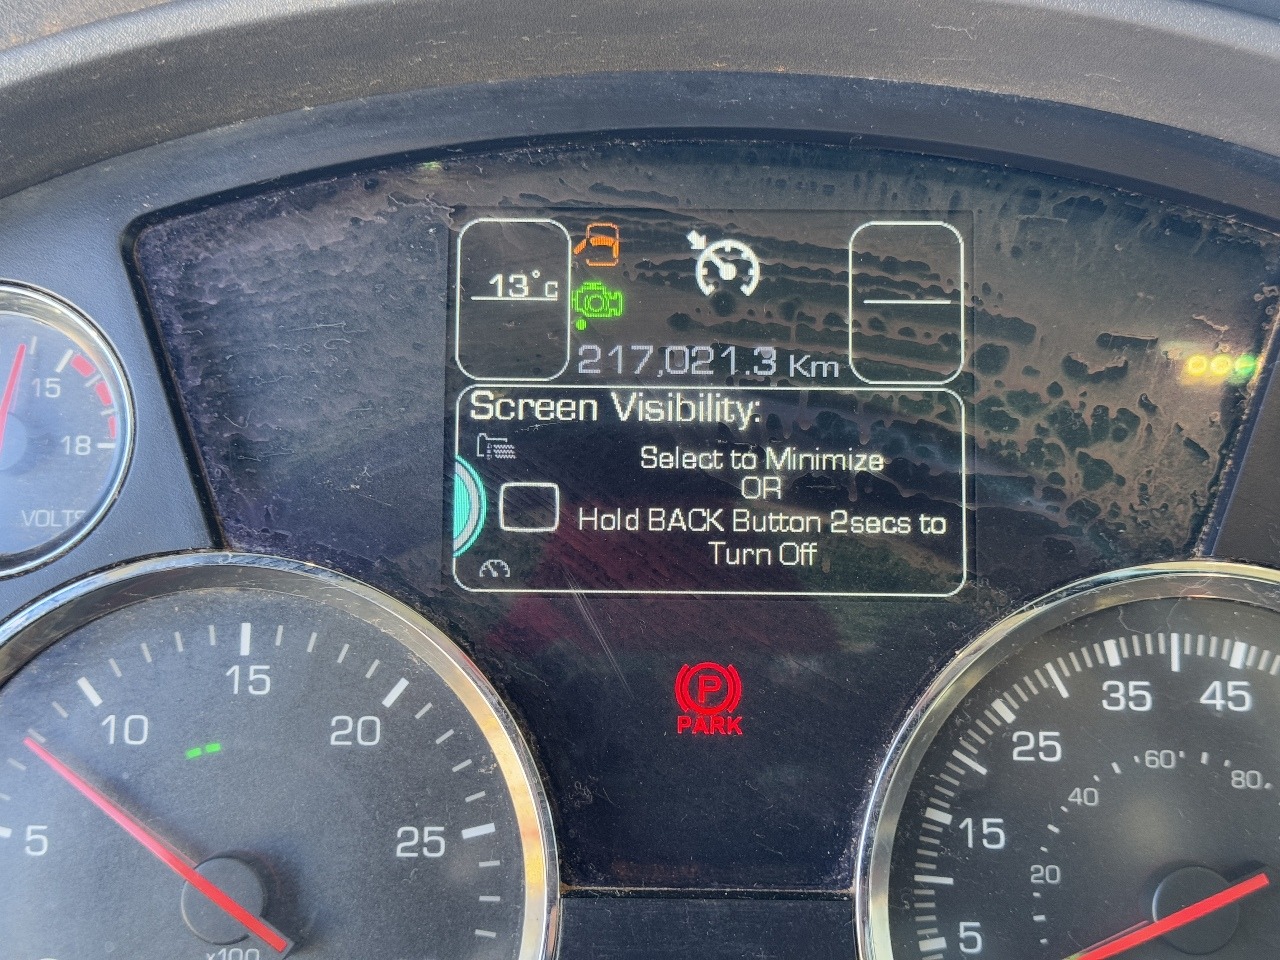 13°C
217,021.3 Km
Screen Visibility:
Select to Minimize
OR
Hold BACK Button 2secs to
Turn Off
P
PARK
15
18
VOLTS
5
10
15
20
25
x100
5
15
25
35
45
20
40
60
80